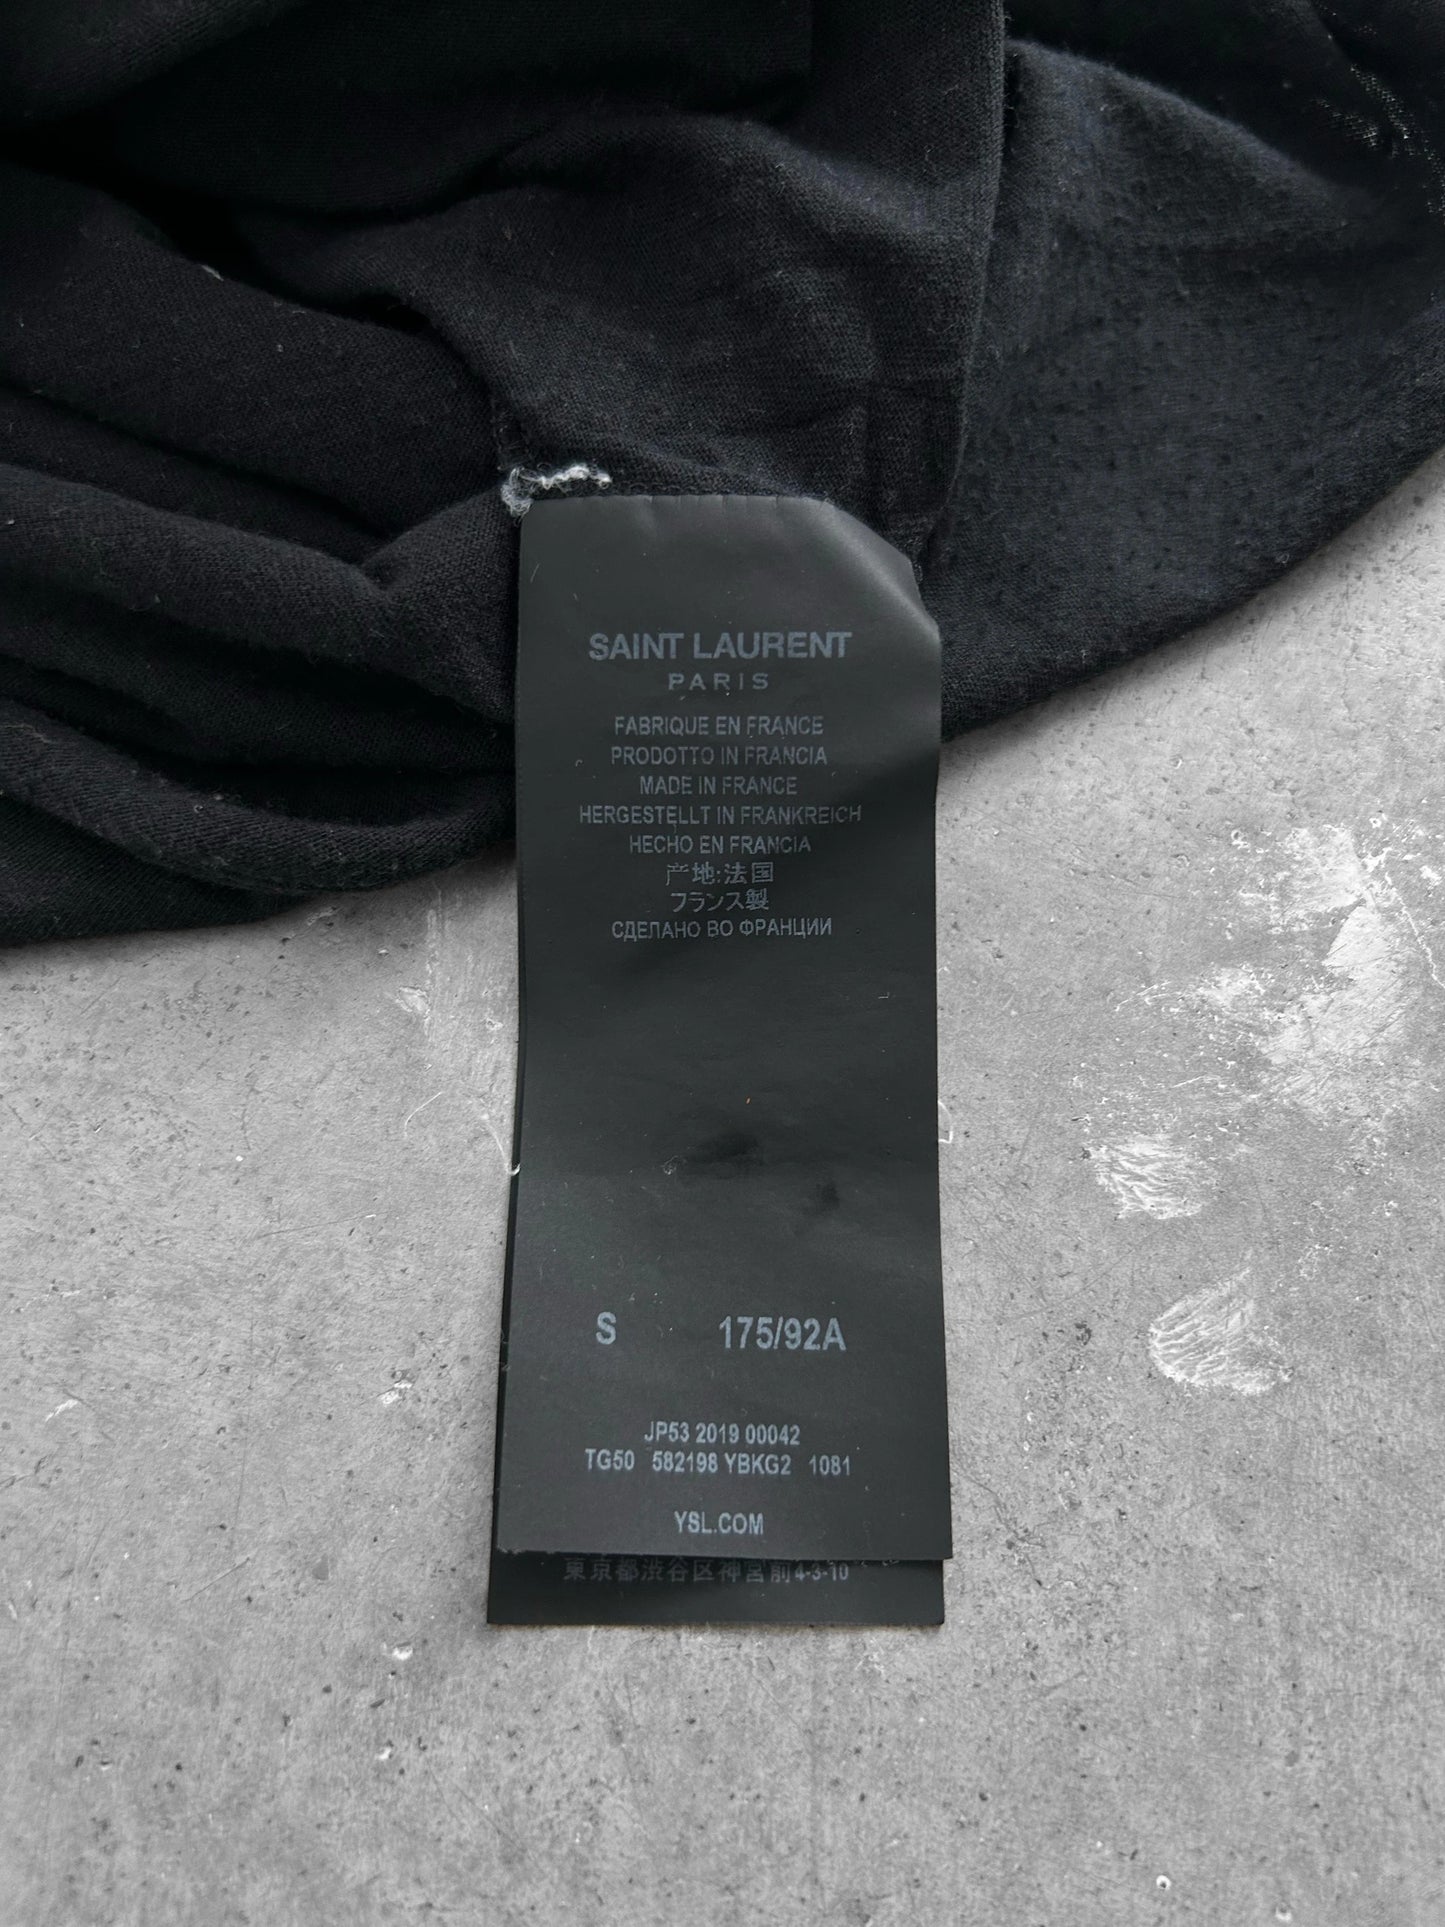 SAINT LAURENT
PARIS
FABRIQUE EN FRANCE
PRODOTTO IN FRANCIA
MADE IN FRANCE
HERGESTELLT IN FRANKREICH
HECHO EN FRANCIA
产地:法国
フランス製
СДЕЛАНО ВО ФРАНЦИИ
S 175/92A
JP53 2019 00042
TG50 582198 YBKG2 1081
YSL.COM
東京都渋谷区神宮前4-3-10